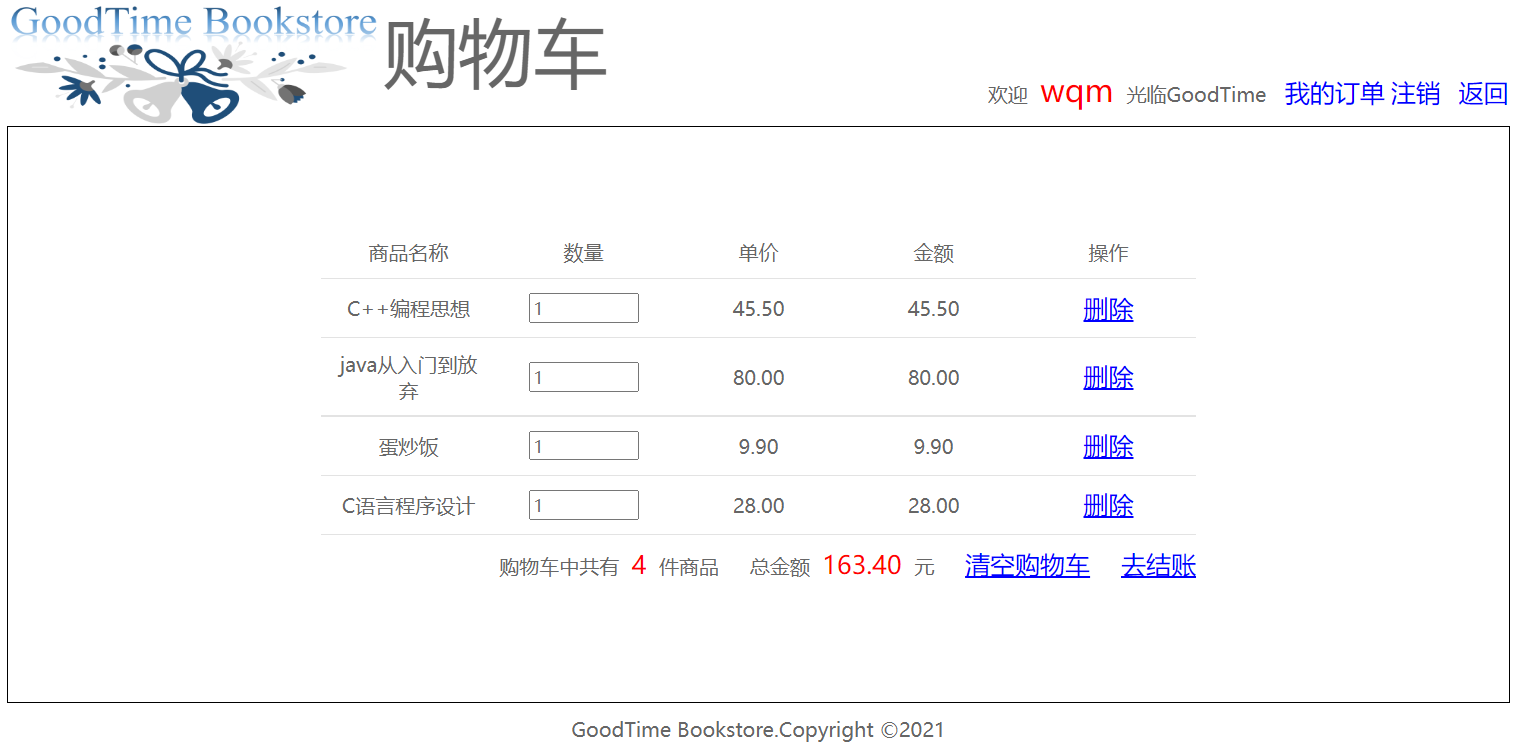 GoodTime Bookstore
购物车
欢迎 wqm 光临GoodTime 我的订单 注销 返回
商品名称 数量 单价 金额 操作
C++编程思想 1 45.50 45.50 删除
java从入门到放
弃
1 80.00 80.00 删除
蛋炒饭 1 9.90 9.90 删除
C语言程序设计 1 28.00 28.00 删除
购物车中共有 4 件商品 总金额 163.40 元 清空购物车 去结账
GoodTime Bookstore.Copyright ©2021